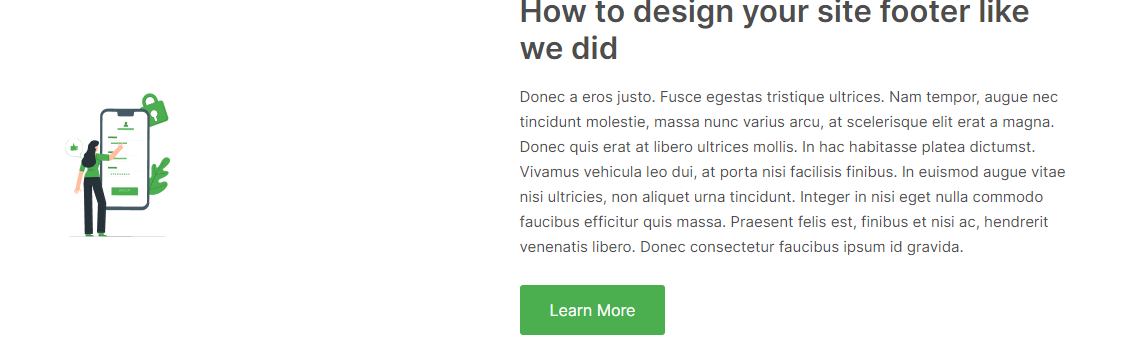 How to design your site footer like
we did
Donec a eros justo. Fusce egestas tristique ultrices. Nam tempor, augue nec
tincidunt molestie, massa nunc varius arcu, at scelerisque elit erat a magna.
Donec quis erat at libero ultrices mollis. In hac habitasse platea dictumst.
Vivamus vehicula leo dui, at porta nisi facilisis finibus. In euismod augue vitae
nisi ultricies, non aliquet urna tincidunt. Integer in nisi eget nulla commodo
faucibus efficitur quis massa. Praesent felis est, finibus et nisi ac, hendrerit
venenatis libero. Donec consectetur faucibus ipsum id gravida.
Learn More